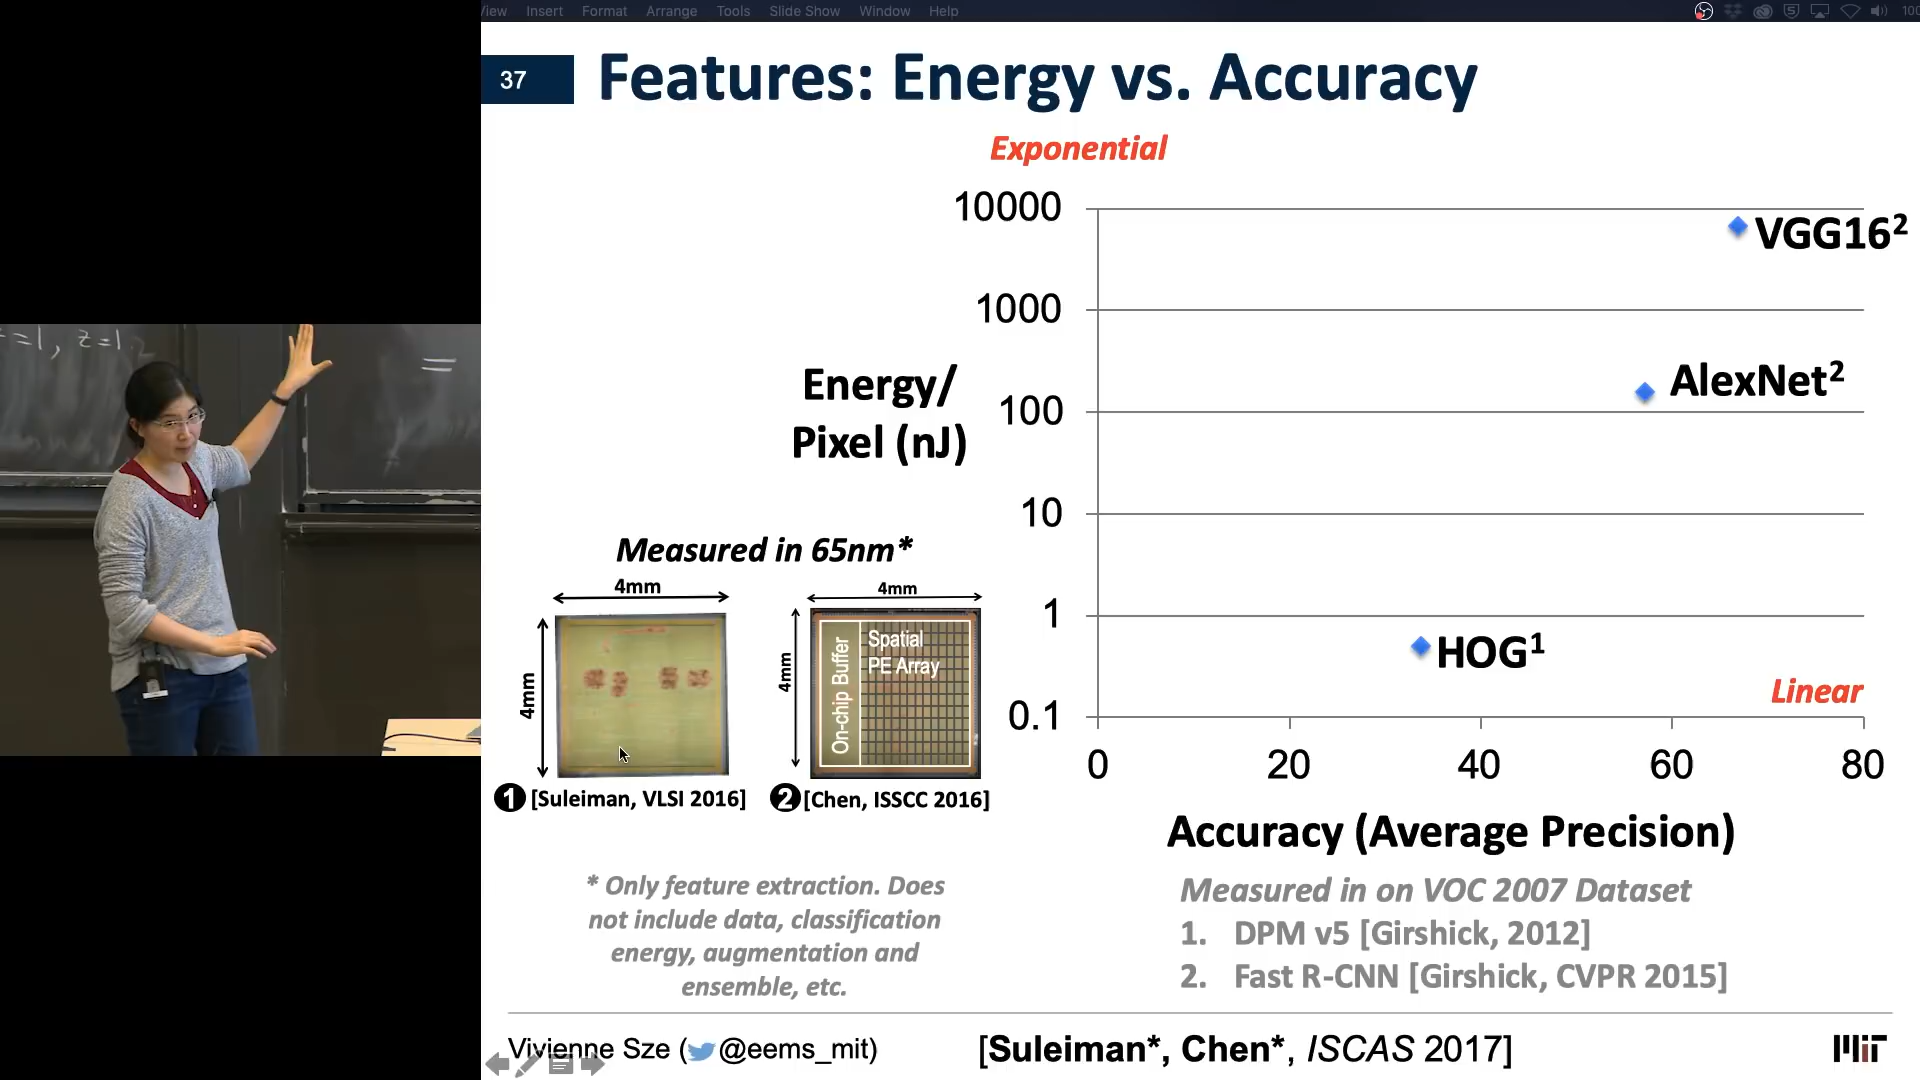 View Insert Format Arrange Tools Slide Show Window Help
37
Features: Energy vs. Accuracy
Exponential
10000
1000
100
10
1
0.1
Energy/
Pixel (nJ)
VGG16²
AlexNet²
HOG¹
Linear
0 20 40 60 80
Accuracy (Average Precision)
Measured in 65nm*
4mm
4mm
4mm
4mm
On-chip Buffer
Spatial
PE Array
1 [Suleiman, VLSI 2016]
2 [Chen, ISSCC 2016]
* Only feature extraction. Does
not include data, classification
energy, augmentation and
ensemble, etc.
Measured in on VOC 2007 Dataset
1. DPM v5 [Girshick, 2012]
2. Fast R-CNN [Girshick, CVPR 2015]
Vivienne Sze (@eems_mit)
[Suleiman*, Chen*, ISCAS 2017]
MIT
z=1